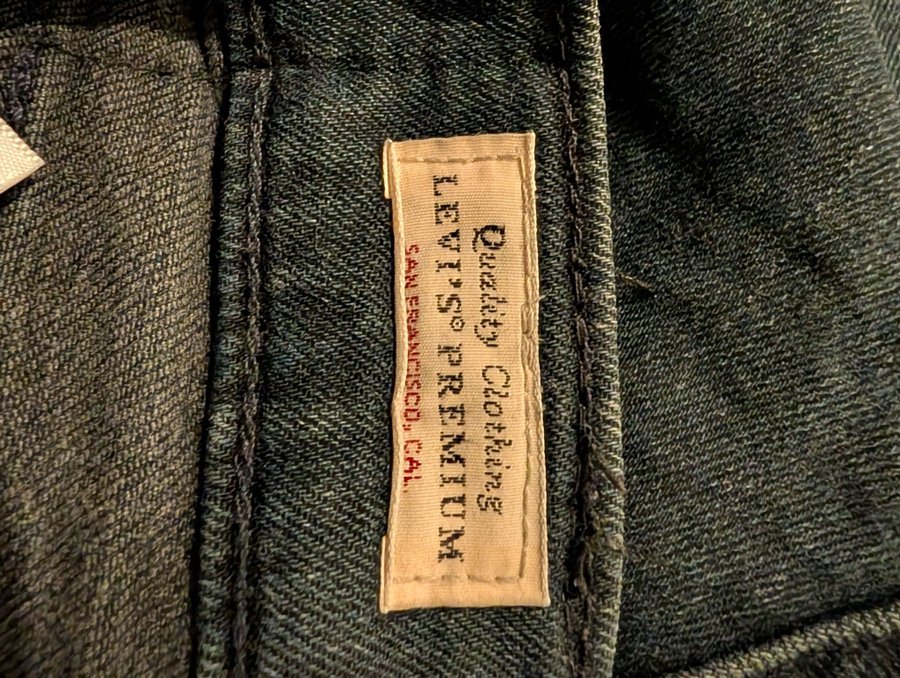 Quality Clothing
LEVI'S® PREMIUM
SAN FRANCISCO, CAL.